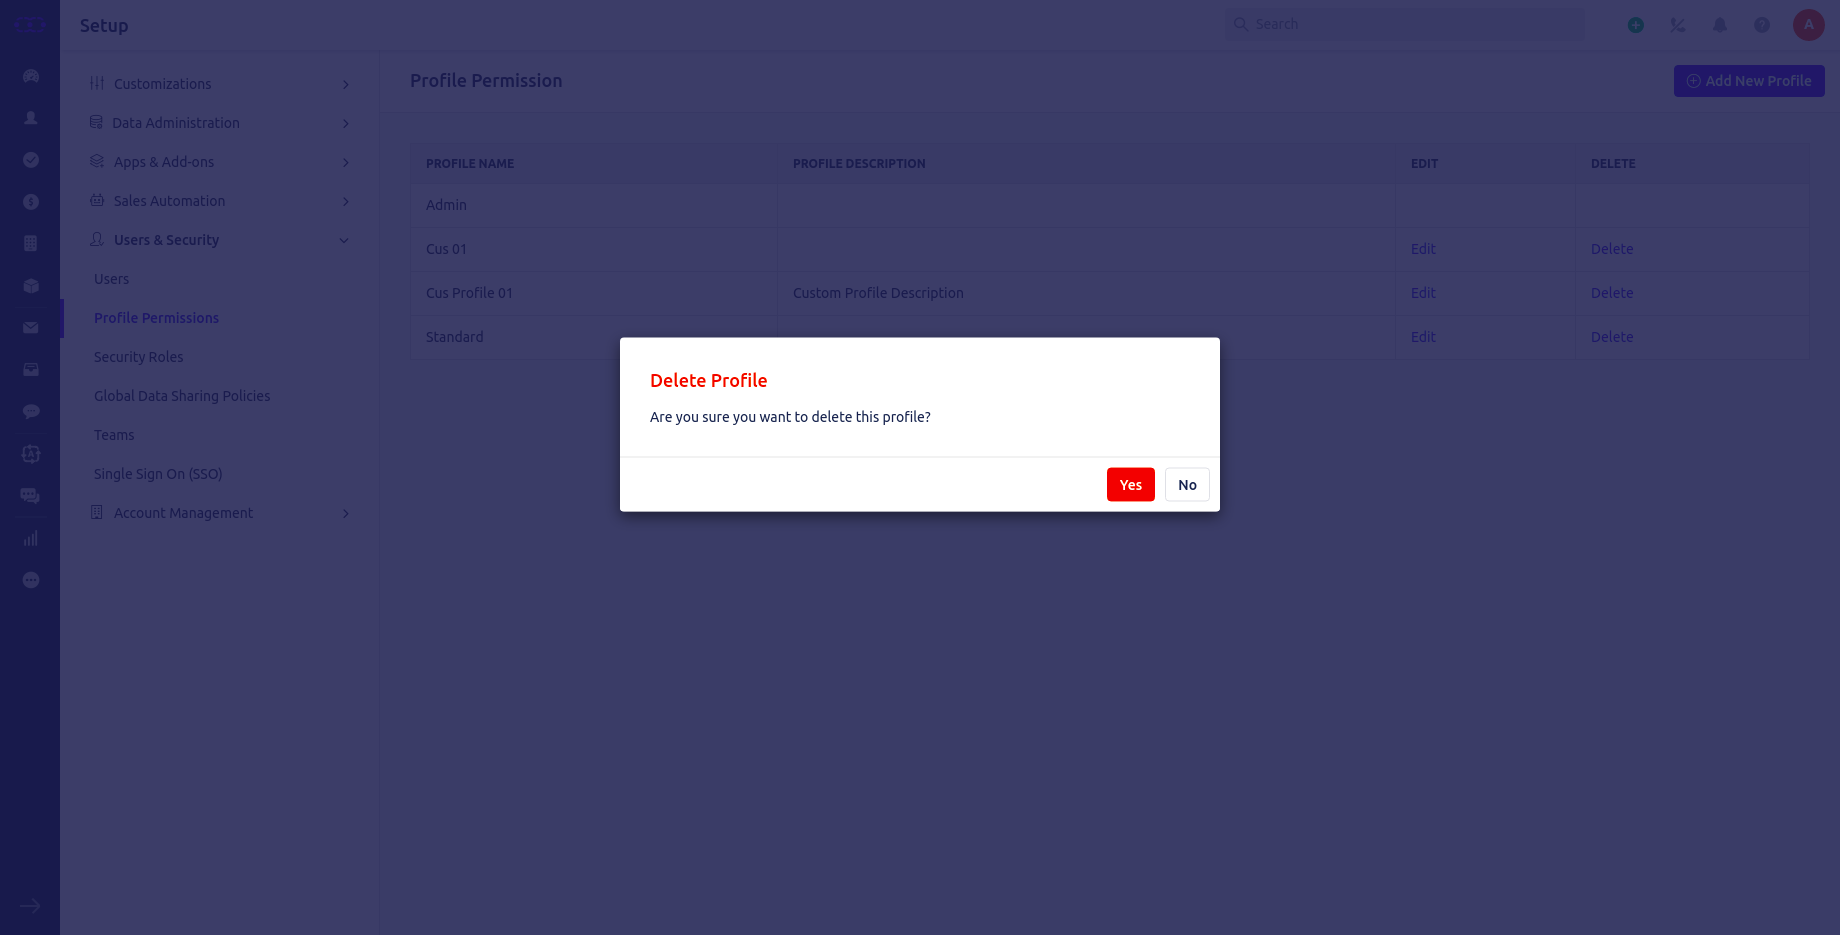 Setup
Search
A
Customizations
Data Administration
Apps & Add-ons
Sales Automation
Users & Security
Users
Profile Permissions
Security Roles
Global Data Sharing Policies
Teams
Single Sign On (SSO)
Account Management
Profile Permission
Add New Profile
PROFILE NAME PROFILE DESCRIPTION EDIT DELETE
Admin
Cus 01 Edit Delete
Cus Profile 01 Custom Profile Description Edit Delete
Standard Edit Delete
Delete Profile
Are you sure you want to delete this profile?
Yes No